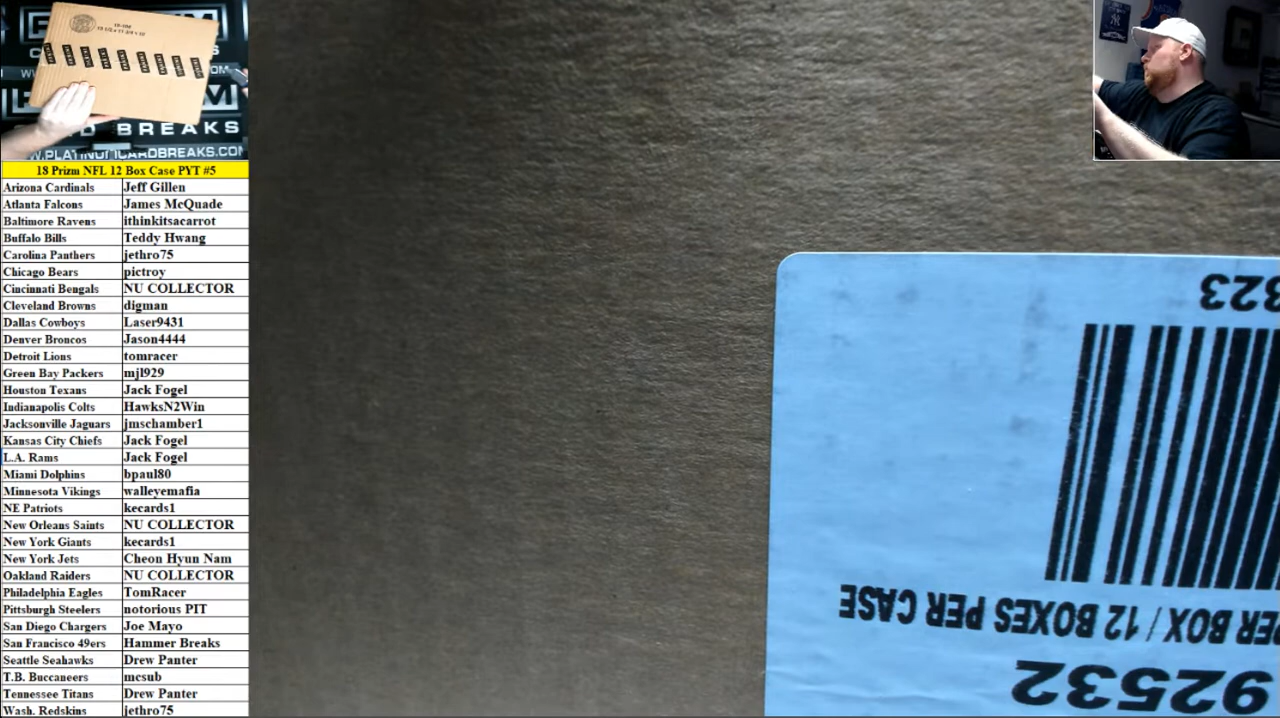 WWW.PLATINUMCARDBREAKS.COM
18 Prizm NFL 12 Box Case PYT #5
Arizona Cardinals Jeff Gillen
Atlanta Falcons James McQuade
Baltimore Ravens ithinkitsacarrot
Buffalo Bills Teddy Hwang
Carolina Panthers jethro75
Chicago Bears pictroy
Cincinnati Bengals NU COLLECTOR
Cleveland Browns digman
Dallas Cowboys Laser9431
Denver Broncos Jason4444
Detroit Lions tomracer
Green Bay Packers mjl929
Houston Texans Jack Fogel
Indianapolis Colts HawksN2Win
Jacksonville Jaguars jmschamber1
Kansas City Chiefs Jack Fogel
L.A. Rams Jack Fogel
Miami Dolphins bpaul80
Minnesota Vikings walleyemafia
NE Patriots kecards1
New Orleans Saints NU COLLECTOR
New York Giants kecards1
New York Jets Cheon Hyun Nam
Oakland Raiders NU COLLECTOR
Philadelphia Eagles TomRacer
Pittsburgh Steelers notorious PIT
San Diego Chargers Joe Mayo
San Francisco 49ers Hammer Breaks
Seattle Seahawks Drew Panter
T.B. Buccaneers mcsub
Tennessee Titans Drew Panter
Wash. Redskins jethro75
92532
ER BOX / 12 BOXES PER CASE
323